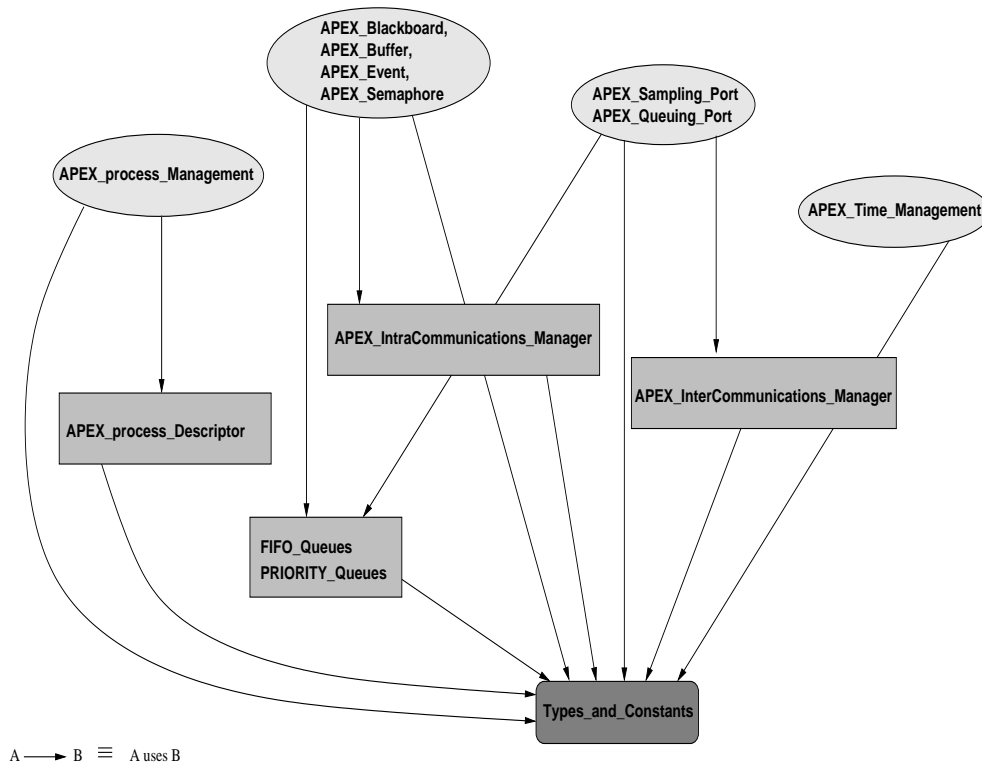 APEX_Blackboard,
APEX_Buffer,
APEX_Event,
APEX_Semaphore
APEX_Sampling_Port
APEX_Queuing_Port
APEX_process_Management
APEX_Time_Management
APEX_IntraCommunications_Manager
APEX_InterCommunications_Manager
APEX_process_Descriptor
FIFO_Queues
PRIORITY_Queues
Types_and_Constants
A B ≡ A uses B